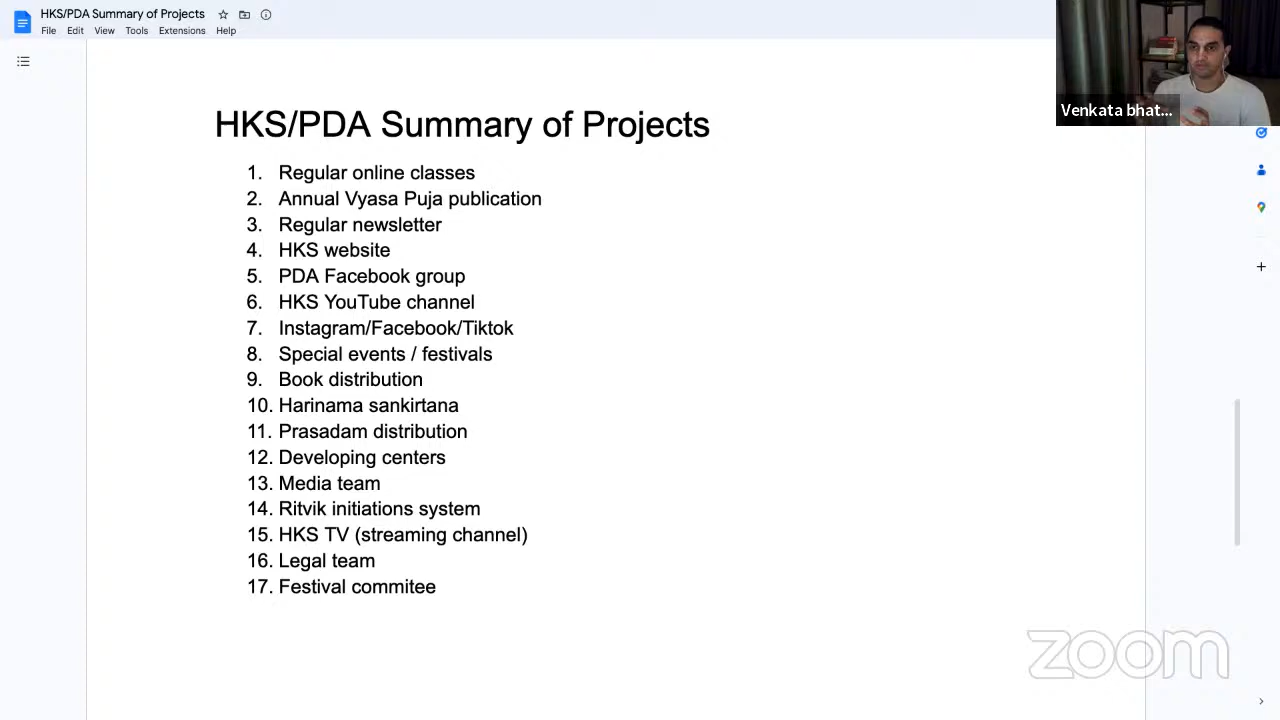 HKS/PDA Summary of Projects
File Edit View Tools Extensions Help
Venkata bhat...
HKS/PDA Summary of Projects
1. Regular online classes
2. Annual Vyasa Puja publication
3. Regular newsletter
4. HKS website
5. PDA Facebook group
6. HKS YouTube channel
7. Instagram/Facebook/Tiktok
8. Special events / festivals
9. Book distribution
10. Harinama sankirtana
11. Prasadam distribution
12. Developing centers
13. Media team
14. Ritvik initiations system
15. HKS TV (streaming channel)
16. Legal team
17. Festival commitee
zoom